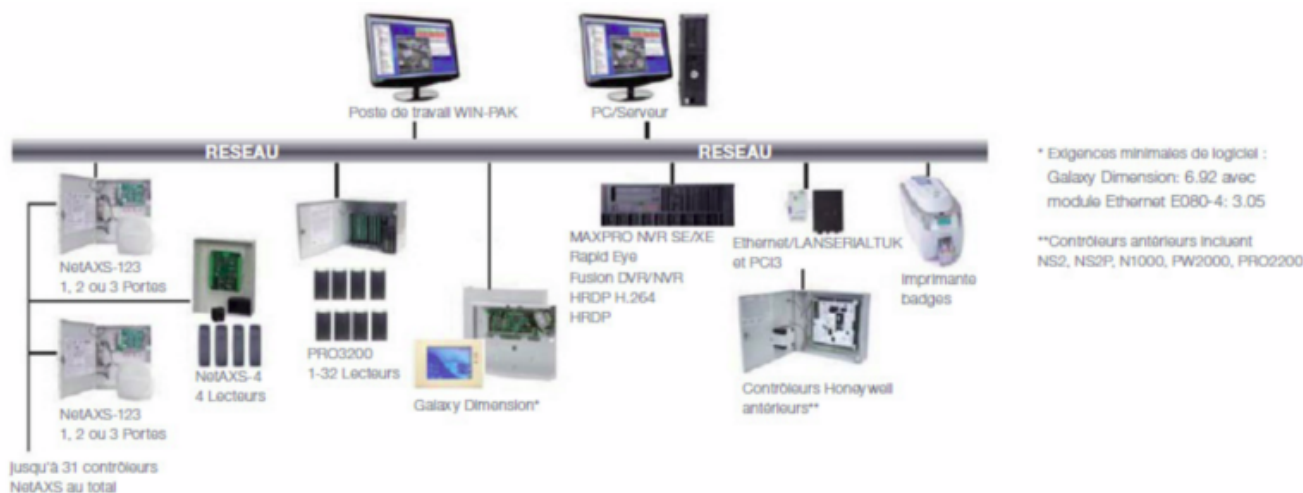 Poste de travail WIN-PAK
PC/Serveur
RESEAU
RESEAU
NetAXS-123
1, 2 ou 3 Portes
NetAXS-4
4 Lecteurs
NetAXS-123
1, 2 ou 3 Portes
Jusqu'à 31 contrôleurs
NetAXS au total
PRO3200
1-32 Lecteurs
Galaxy Dimension*
MAXPRO NVR SE/XE
Rapid Eye
Fusion DVR/NVR
HRDP H.264
HRDP
Ethernet/LANSERIALTUK
et PCI3
Contrôleurs Honeywell
antérieurs**
Imprimante
badges
* Exigences minimales de logiciel :
Galaxy Dimension: 6.92 avec
module Ethernet E080-4: 3.05
**Contrôleurs antérieurs incluent
NS2, NS2P, N1000, PW2000, PRO2200